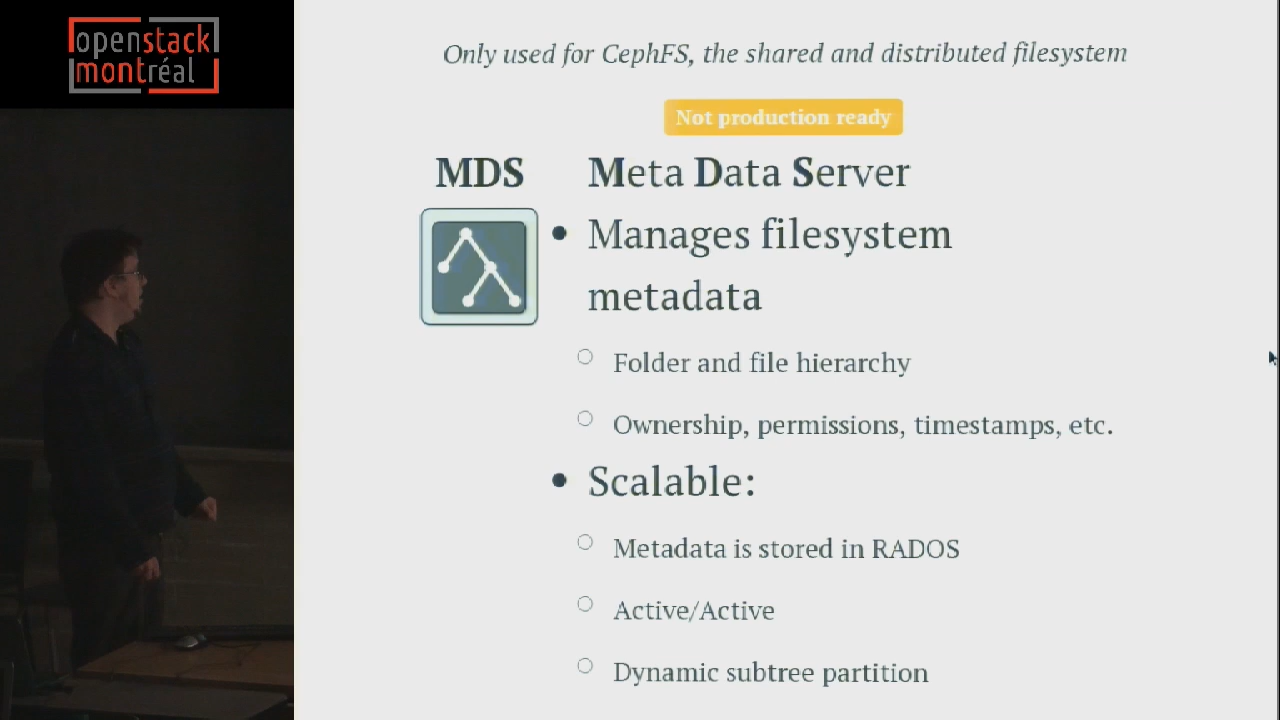 openstack
montréal
Only used for CephFS, the shared and distributed filesystem
Not production ready
MDS
Meta Data Server
• Manages filesystem
metadata
○ Folder and file hierarchy
○ Ownership, permissions, timestamps, etc.
• Scalable:
○ Metadata is stored in RADOS
○ Active/Active
○ Dynamic subtree partition